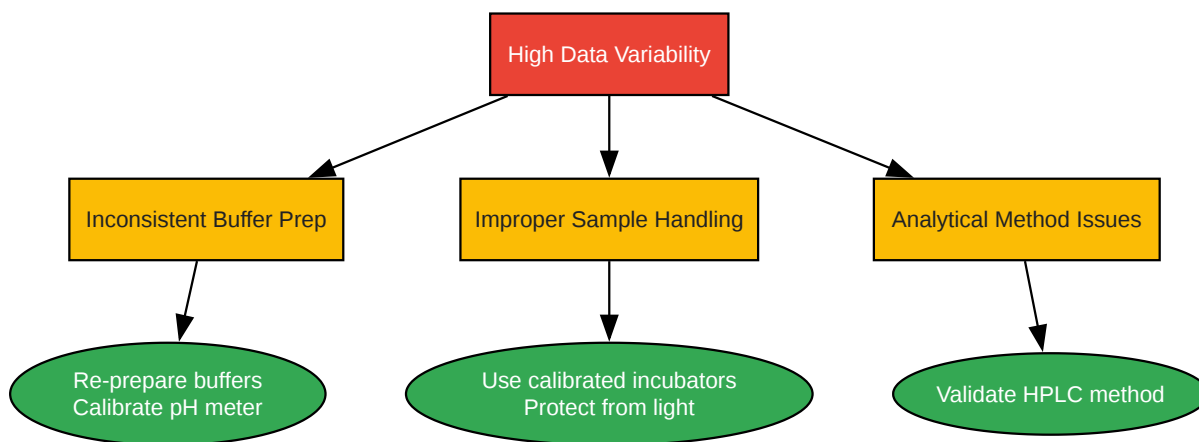 High Data Variability
Inconsistent Buffer Prep
Improper Sample Handling
Analytical Method Issues
Re-prepare buffers
Calibrate pH meter
Use calibrated incubators
Protect from light
Validate HPLC method